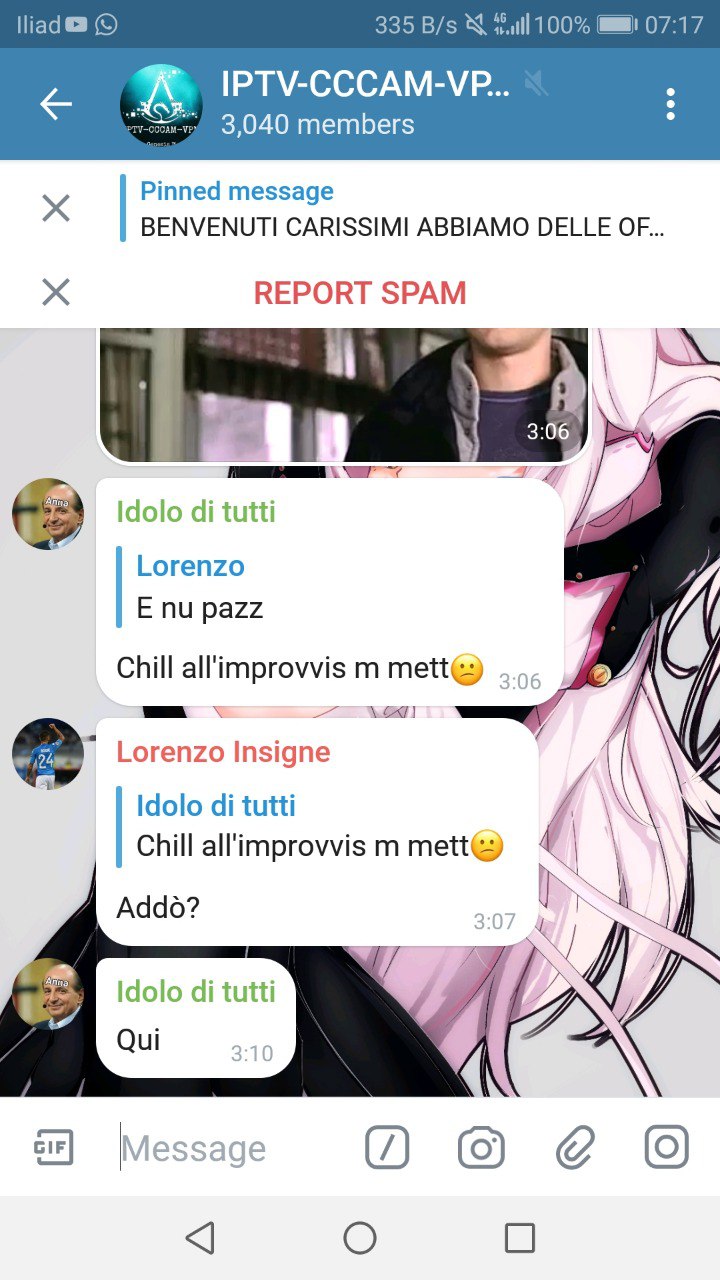 Iliad 335 B/s 4G 100% 07:17
IPTV-CCCAM-VP...
3,040 members
PTV-CCCAM-VPN
Pinned message
BENVENUTI CARISSIMI ABBIAMO DELLE OF...
REPORT SPAM
3:06
Anna
Idolo di tutti
Lorenzo
E nu pazz
Chill all'improvvis m mett😕 3:06
24
Lorenzo Insigne
Idolo di tutti
Chill all'improvvis m mett😕
Addò?
3:07
Anna
Idolo di tutti
Qui
3:10
GIF Message